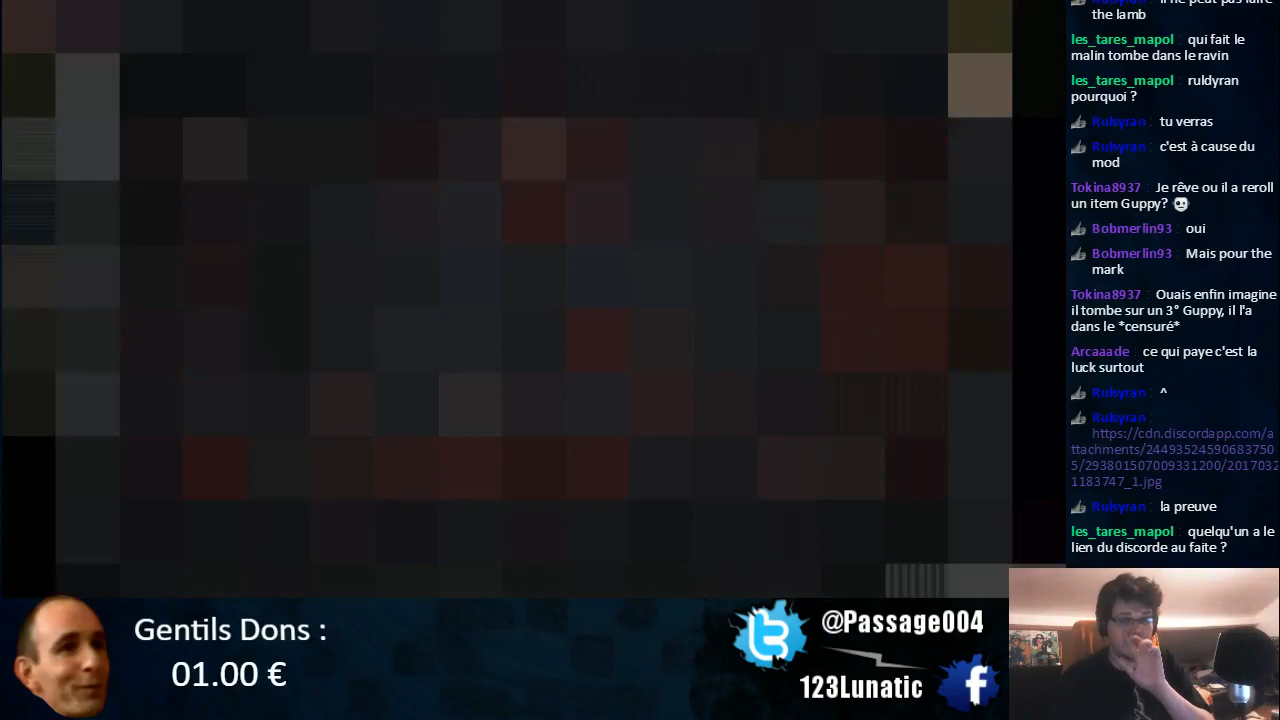 the lamb
les_tares_mapol : qui fait le
malin tombe dans le ravin
les_tares_mapol : ruldyran
pourquoi ?
Rulsyran : tu verras
Rulsyran : c'est à cause du
mod
Tokina8937 : Je rêve ou il a reroll
un item Guppy?
Bobmerlin93 : oui
Bobmerlin93 : Mais pour the
mark
Tokina8937 : Ouais enfin imagine
il tombe sur un 3° Guppy, il l'a
dans le *censuré*
Arcaaade : ce qui paye c'est la
luck surtout
Rulsyran : ^
Rulsyran :
https://cdn.discordapp.com/a
ttachments/24493524590683750
5/293801507009331200/2017032
1183747_1.jpg
Rulsyran : la preuve
les_tares_mapol : quelqu'un a le
lien du discorde au faite ?
Gentils Dons :
01.00 €
@Passage004
123Lunatic